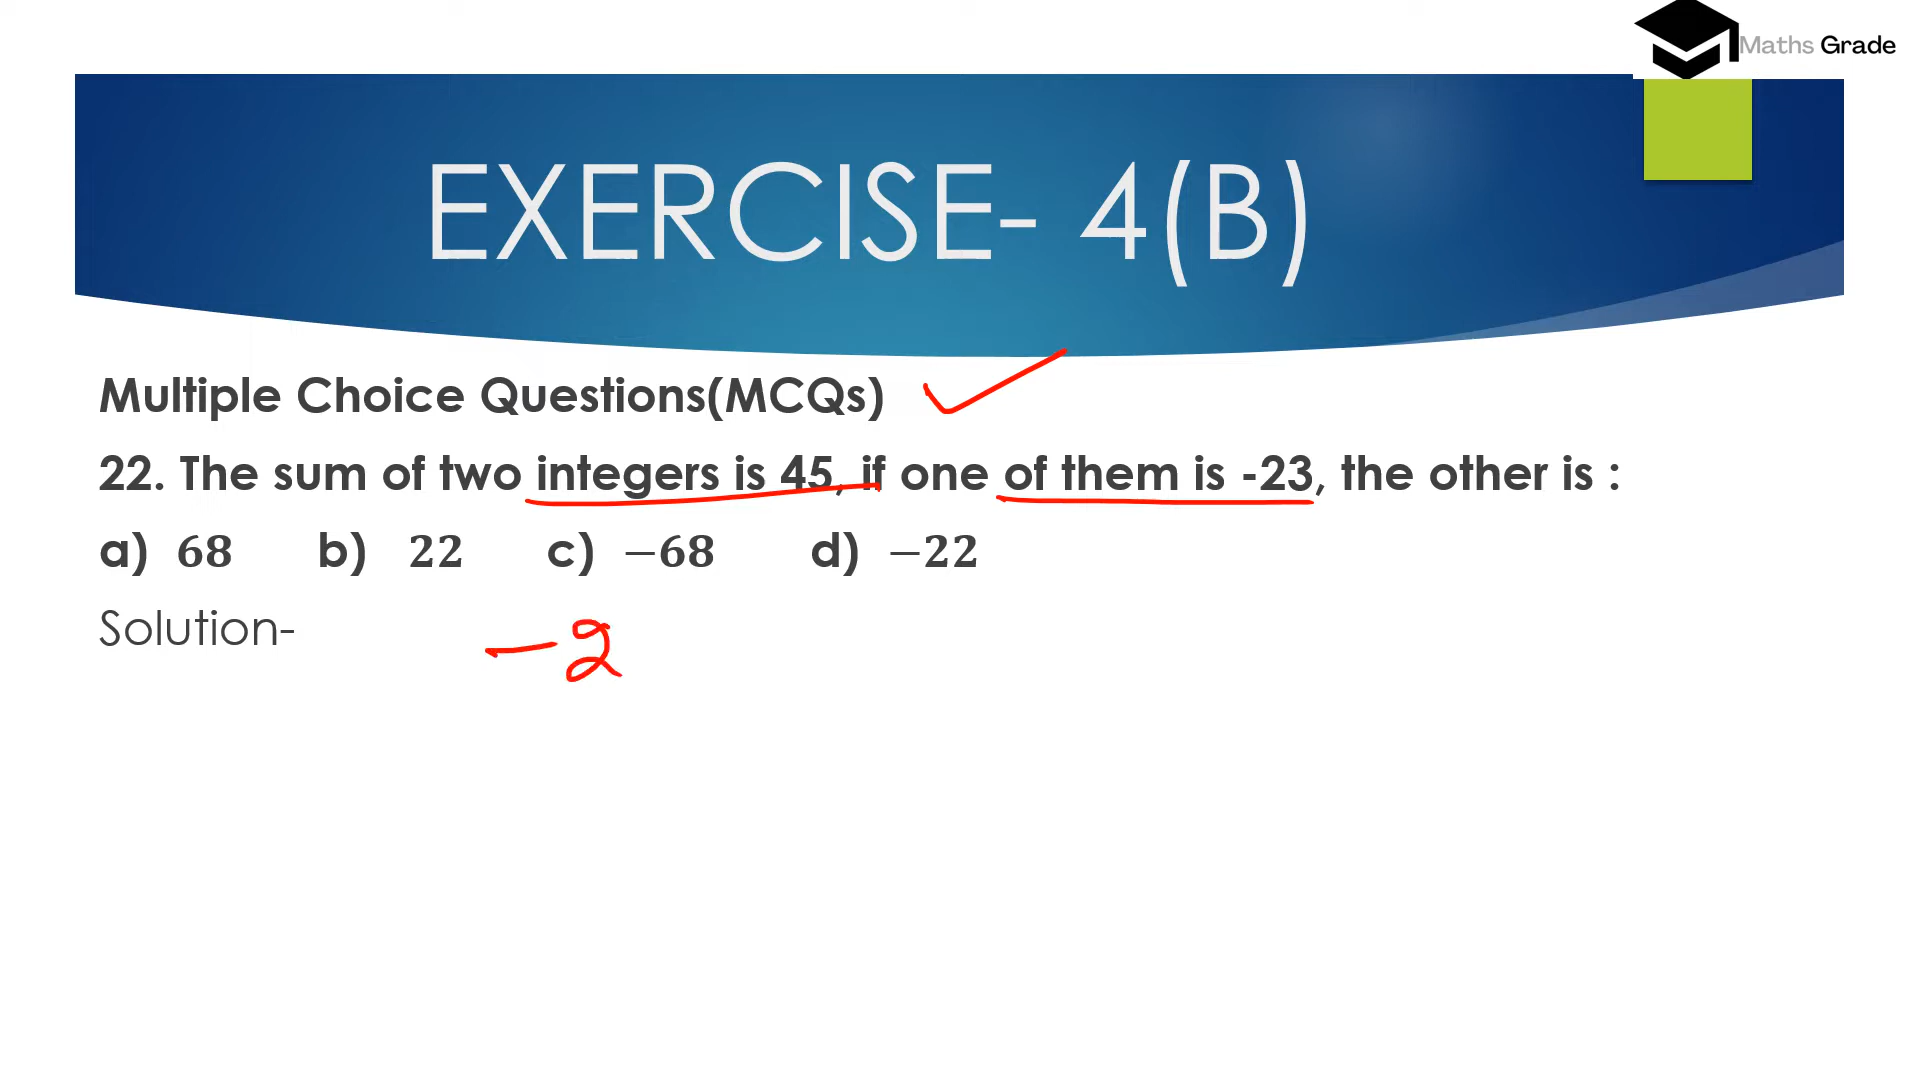 Maths Grade
EXERCISE- 4(B)
Multiple Choice Questions(MCQs)
22. The sum of two integers is 45, if one of them is -23, the other is :
a) 68 b) 22 c) −68 d) −22
Solution-
−2